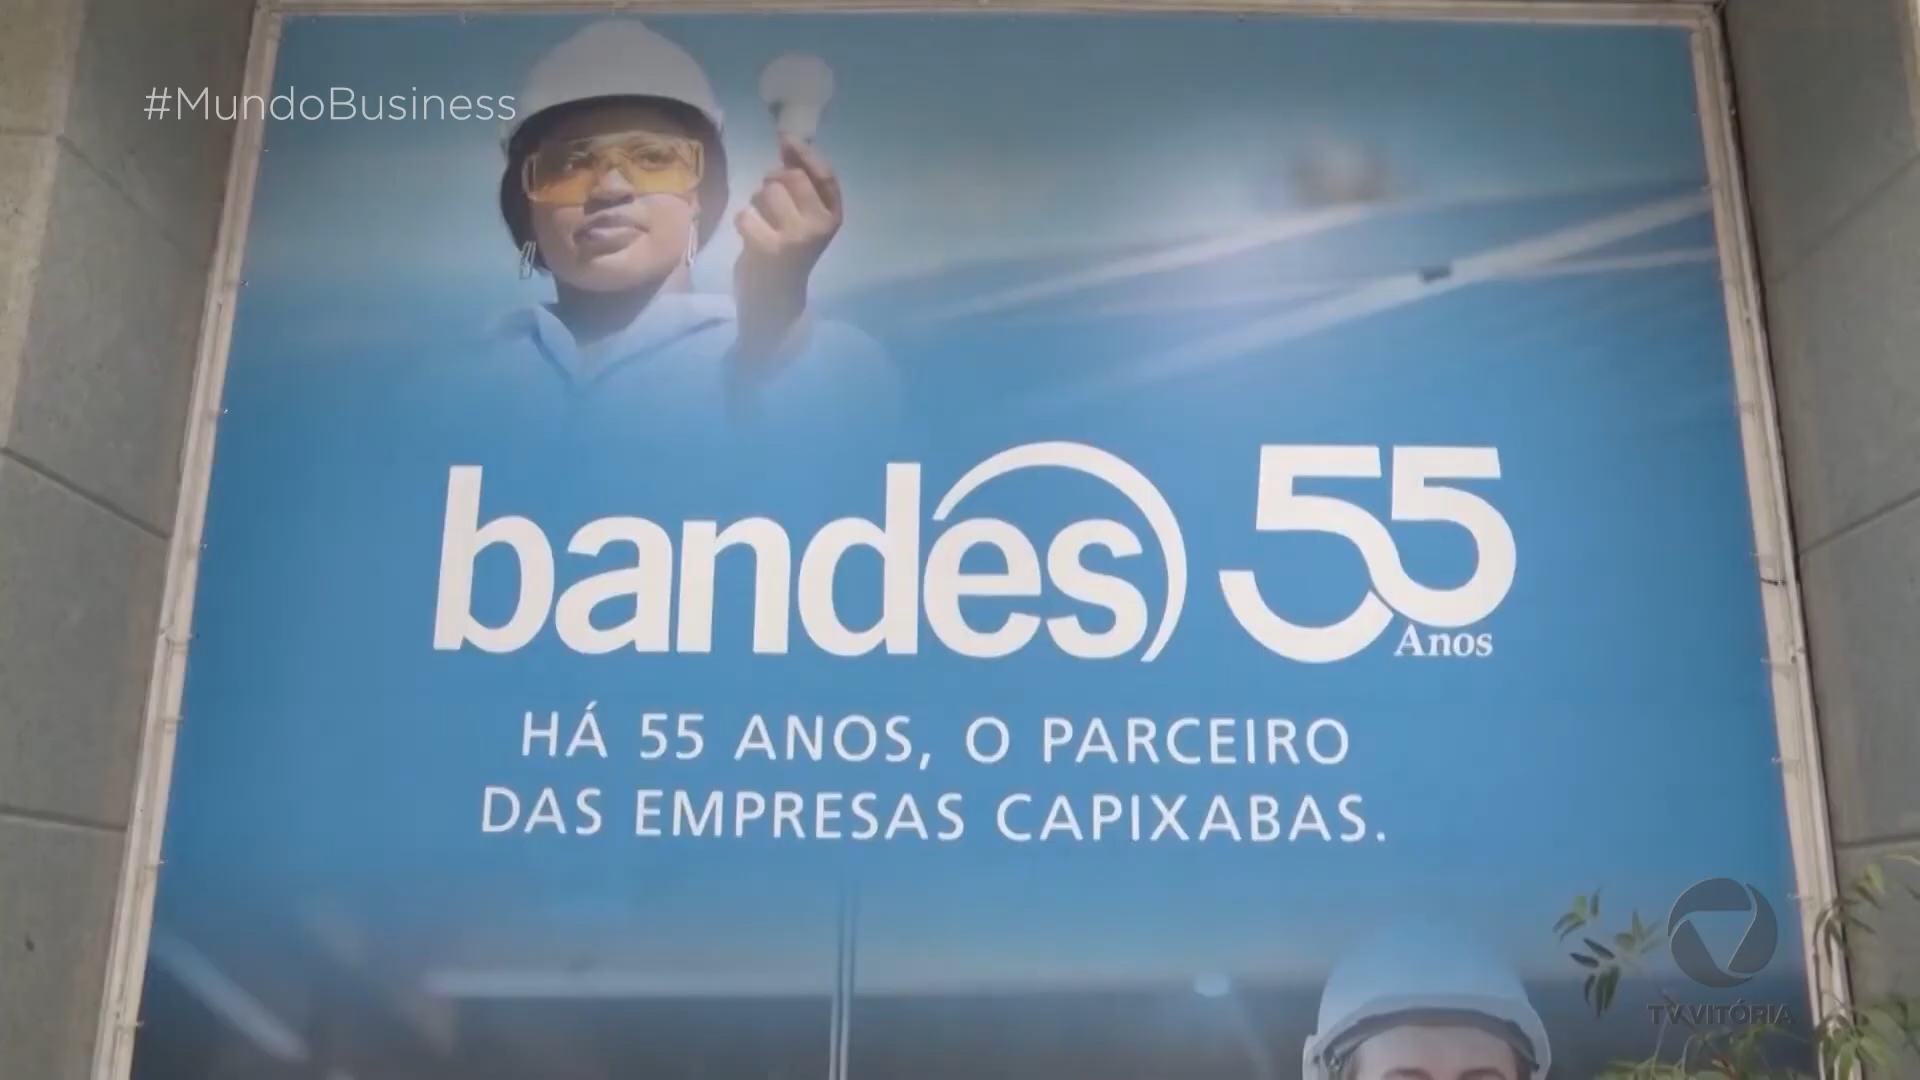 #MundoBusiness
bandes 55
Anos
HÁ 55 ANOS, O PARCEIRO
DAS EMPRESAS CAPIXABAS.
TV VITÓRIA